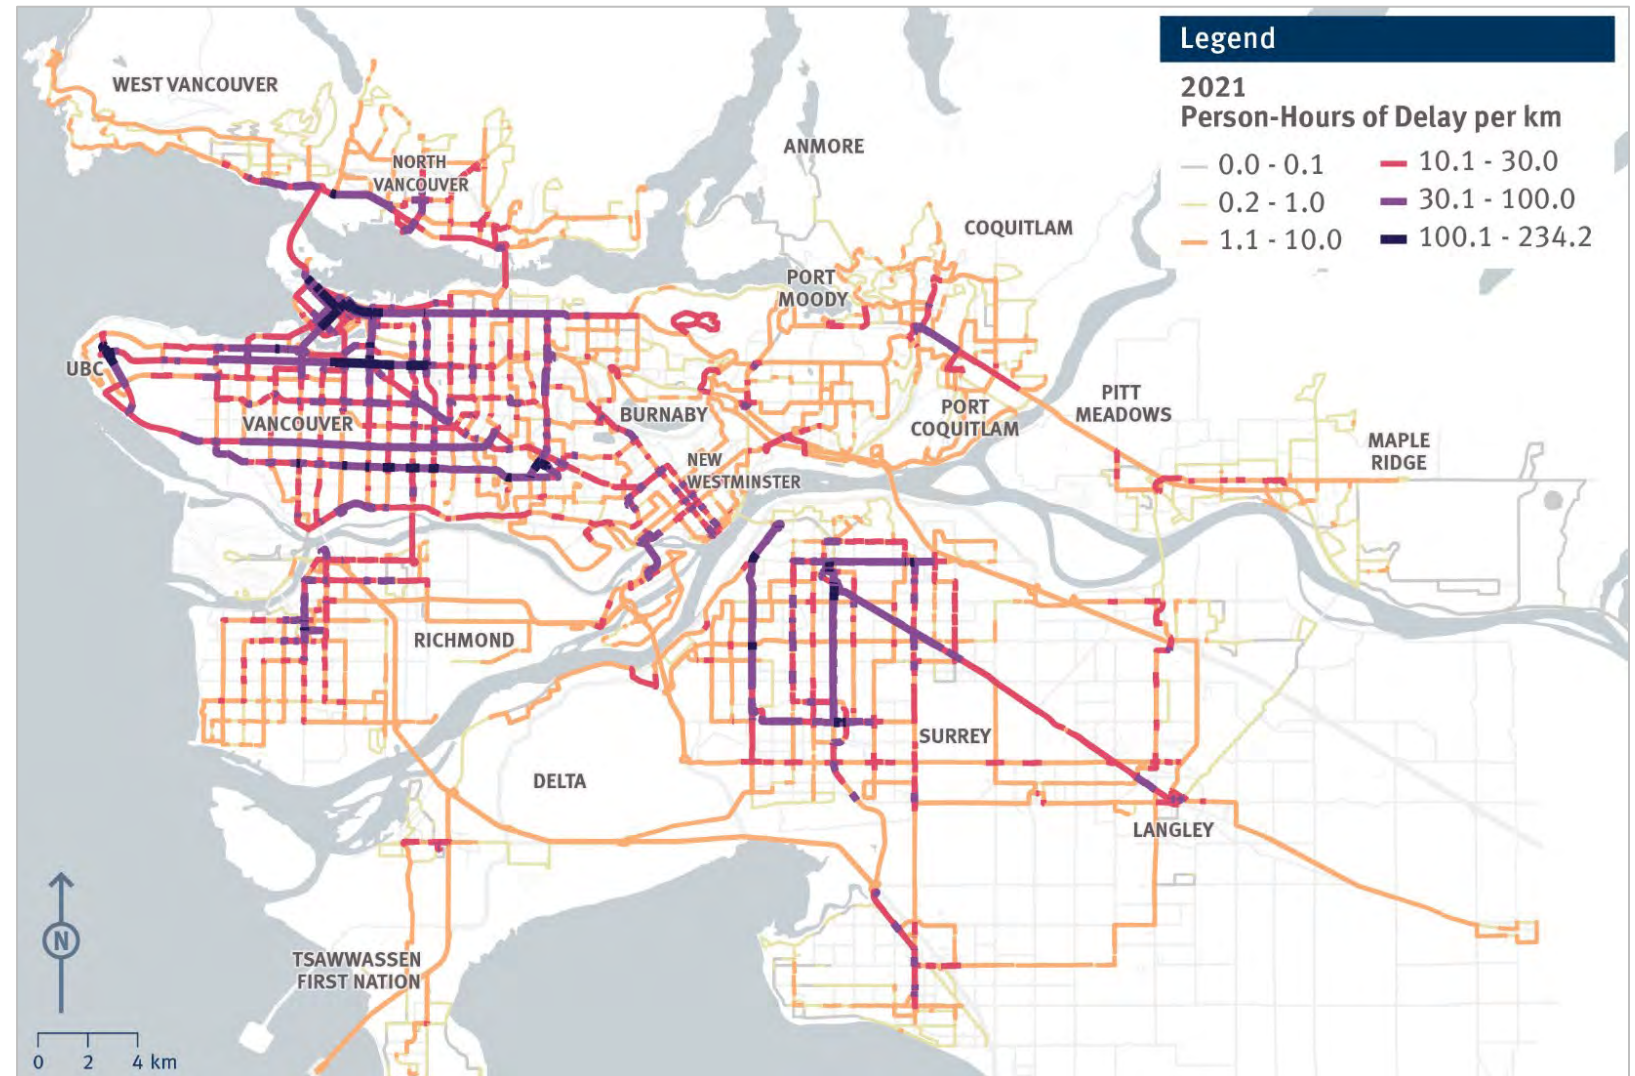 Legend
2021
Person-Hours of Delay per km
0.0 - 0.1
10.1 - 30.0
0.2 - 1.0
30.1 - 100.0
1.1 - 10.0
100.1 - 234.2
WEST VANCOUVER
NORTH
VANCOUVER
ANMORE
COQUITLAM
PORT
MOODY
UBC
VANCOUVER
BURNABY
PORT
COQUITLAM
PITT
MEADOWS
MAPLE
RIDGE
NEW
WESTMINSTER
RICHMOND
SURREY
DELTA
LANGLEY
TSAWWASSEN
FIRST NATION
N
0 2 4 km